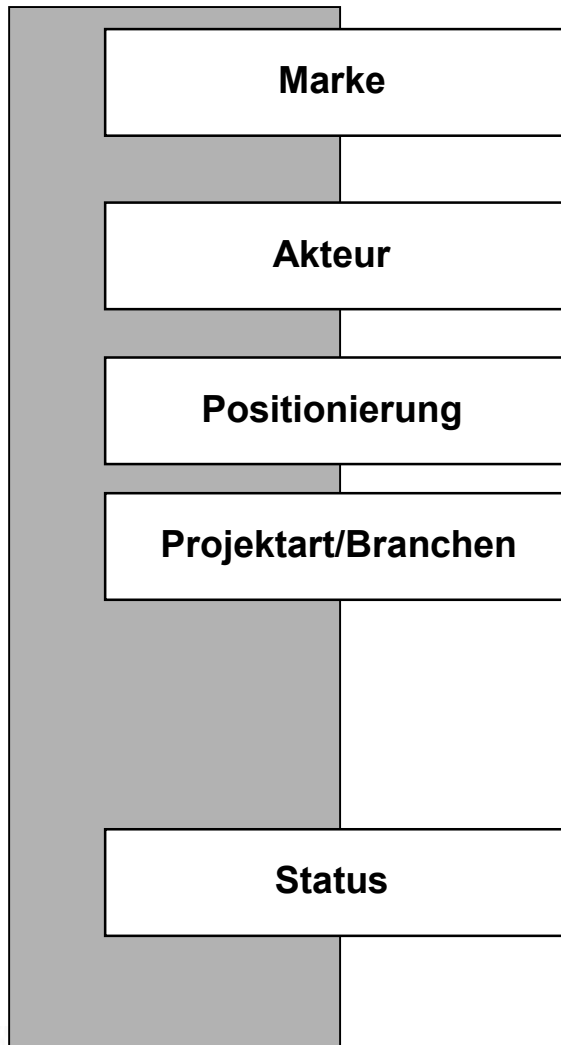 Marke
Akteur
Positionierung
Projektart/Branchen
Status